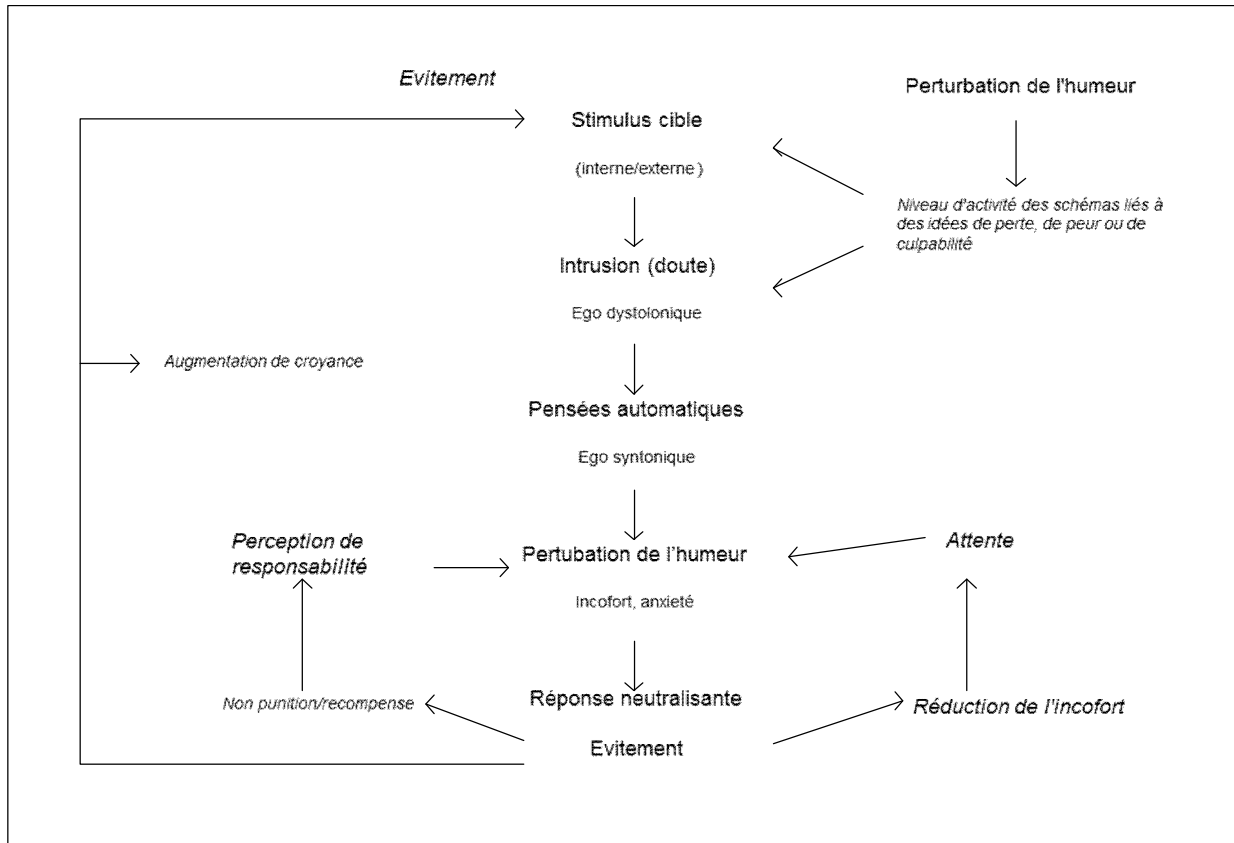 Evitement
Perturbation de l'humeur
Stimulus cible
(interne/externe)
Niveau d'activité des schémas liés à
des idées de perte, de peur ou de
culpabilité
Intrusion (doute)
Ego dystolonique
Augmentation de croyance
Pensées automatiques
Ego syntonique
Perception de
responsabilité
Pertubation de l'humeur
Attente
Incofort, anxieté
Non punition/recompense
Réponse neutralisante
Réduction de l'incofort
Evitement